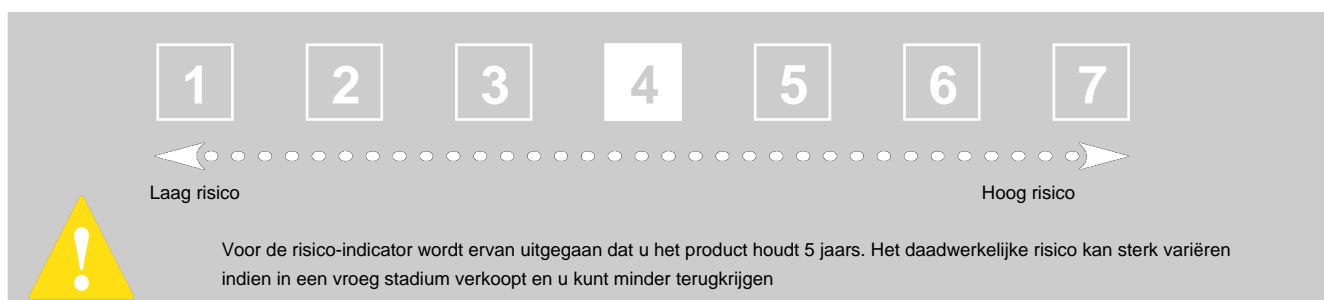 1 2 3 4 5 6 7
Laag risico Hoog risico
Voor de risico-indicator wordt ervan uitgegaan dat u het product houdt 5 jaars. Het daadwerkelijke risico kan sterk variëren
indien in een vroeg stadium verkoopt en u kunt minder terugkrijgen